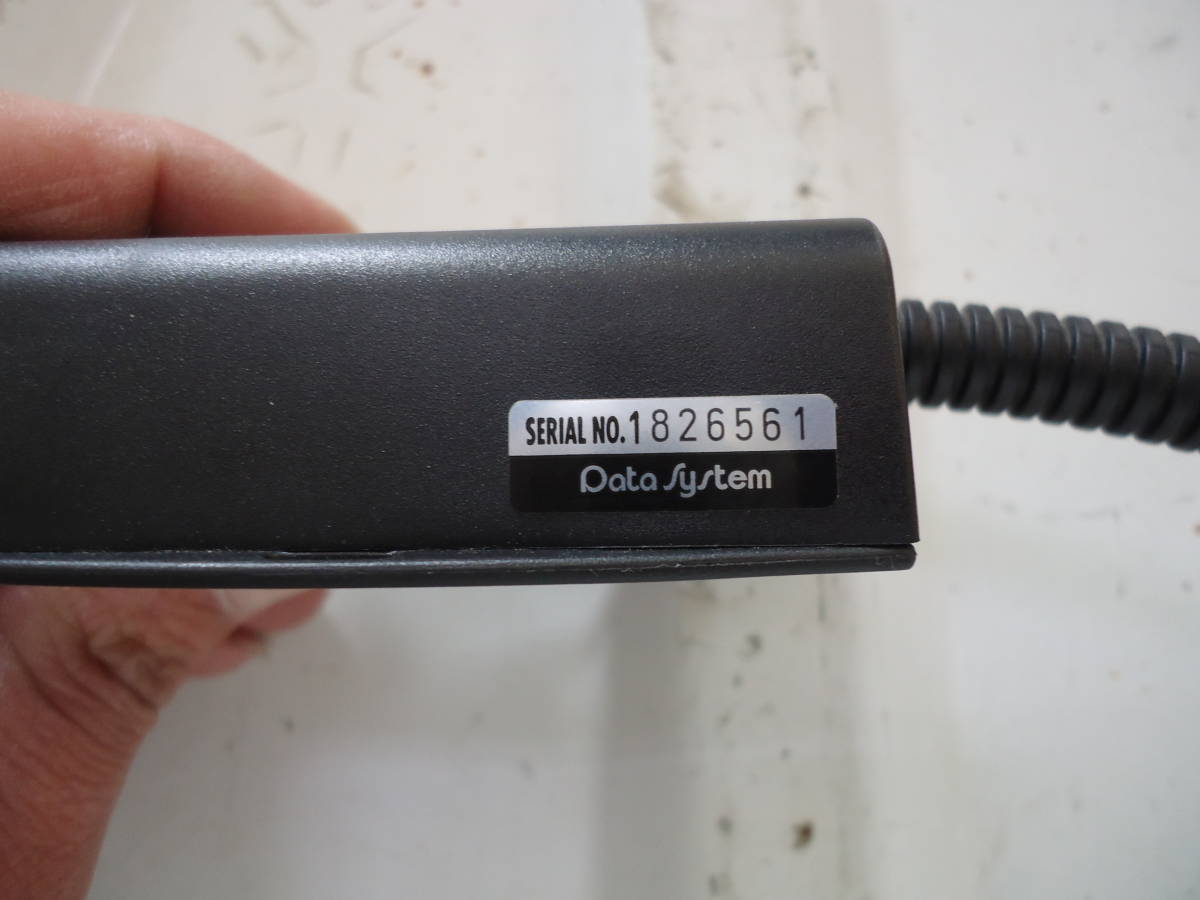 SERIAL NO.1826561
Data System